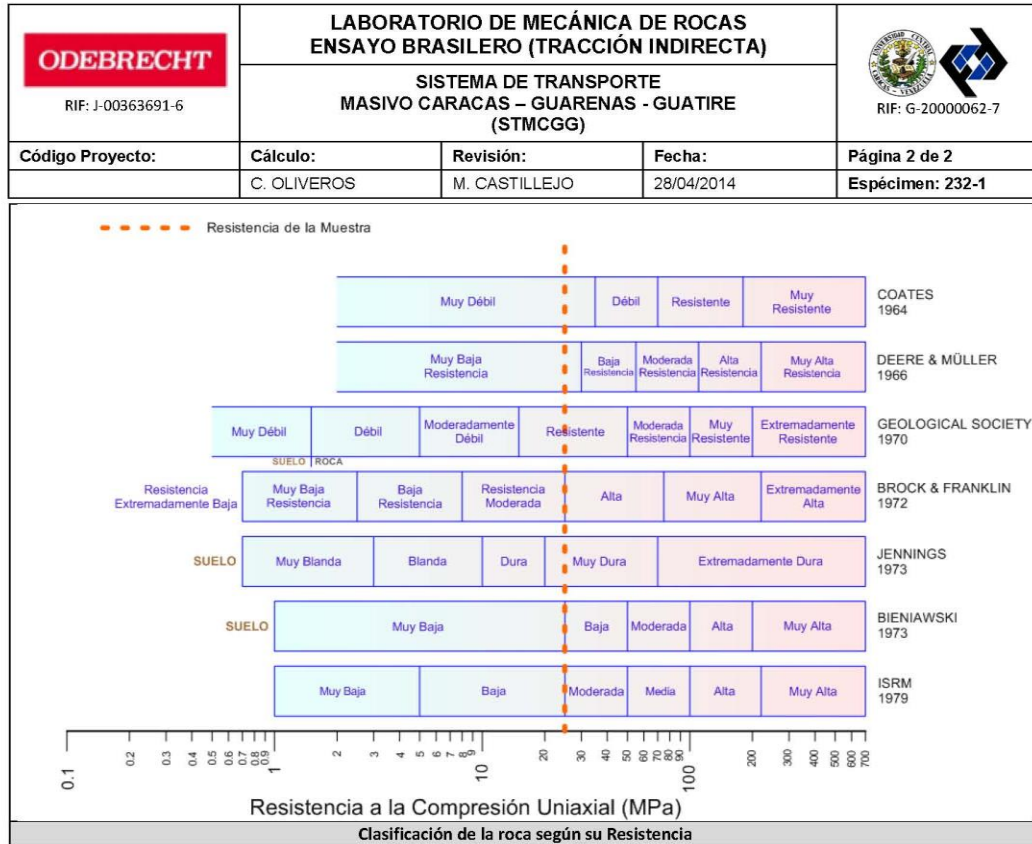 ODEBRECHT
RIF: J-00363691-6
LABORATORIO DE MECÁNICA DE ROCAS
ENSAYO BRASILERO (TRACCIÓN INDIRECTA)
SISTEMA DE TRANSPORTE
MASIVO CARACAS – GUARENAS - GUATIRE
(STMCGG)
UNIVERSIDAD CENTRAL
CARACAS - VENEZUELA
RIF: G-20000062-7
Código Proyecto:
Cálculo:
Revisión:
Fecha:
Página 2 de 2
C. OLIVEROS
M. CASTILLEJO
28/04/2014
Espécimen: 232-1
Resistencia de la Muestra
Muy Débil
Débil
Resistente
Muy
Resistente
COATES
1964
Muy Baja
Resistencia
Baja
Resistencia
Moderada
Resistencia
Alta
Resistencia
Muy Alta
Resistencia
DEERE & MÜLLER
1966
Muy Débil
Débil
Moderadamente
Débil
Resistente
Moderada
Resistencia
Muy
Resistente
Extremadamente
Resistente
GEOLOGICAL SOCIETY
1970
SUELO ROCA
Resistencia
Extremadamente Baja
Muy Baja
Resistencia
Baja
Resistencia
Resistencia
Moderada
Alta
Muy Alta
Extremadamente
Alta
BROCK & FRANKLIN
1972
SUELO
Muy Blanda
Blanda
Dura
Muy Dura
Extremadamente Dura
JENNINGS
1973
SUELO
Muy Baja
Baja
Moderada
Alta
Muy Alta
BIENIAWSKI
1973
Muy Baja
Baja
Moderada
Media
Alta
Muy Alta
ISRM
1979
0.1 0.2 0.3 0.4 0.5 0.6 0.7 0.8 0.9 1 2 3 4 5 6 7 8 9 10 20 30 40 50 60 70 80 90 100 200 300 400 500 600 700
Resistencia a la Compresión Uniaxial (MPa)
Clasificación de la roca según su Resistencia